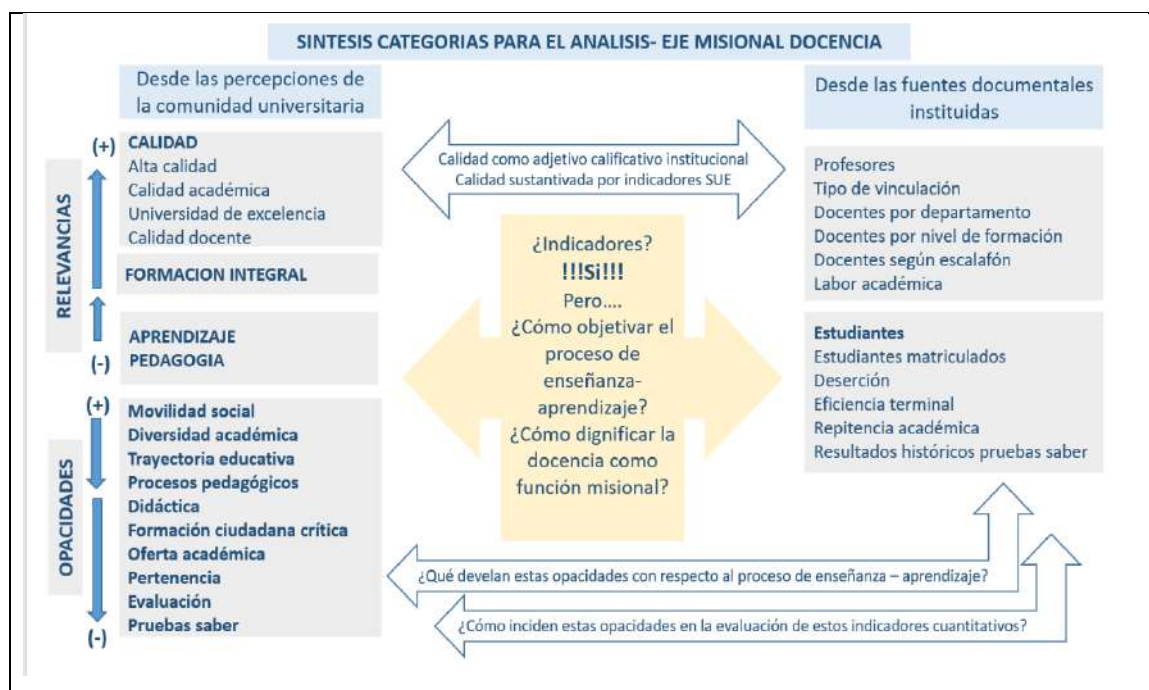 SINTESIS CATEGORIAS PARA EL ANALISIS- EJE MISIONAL DOCENCIA
Desde las percepciones de
la comunidad universitaria
Desde las fuentes documentales
instituidas
RELEVANCIAS
(+)
(-)
CALIDAD
Alta calidad
Calidad académica
Universidad de excelencia
Calidad docente
FORMACION INTEGRAL
APRENDIZAJE
PEDAGOGIA
OPACIDADES
(+)
(-)
Movilidad social
Diversidad académica
Trayectoria educativa
Procesos pedagógicos
Didáctica
Formación ciudadana crítica
Oferta académica
Pertenencia
Evaluación
Pruebas saber
Calidad como adjetivo calificativo institucional
Calidad sustantivada por indicadores SUE
¿Indicadores?
!!!Si!!!
Pero....
¿Cómo objetivar el
proceso de
enseñanza-
aprendizaje?
¿Cómo dignificar la
docencia como
función misional?
Profesores
Tipo de vinculación
Docentes por departamento
Docentes por nivel de formación
Docentes según escalafón
Labor académica
Estudiantes
Estudiantes matriculados
Deserción
Eficiencia terminal
Repitencia académica
Resultados históricos pruebas saber
¿Qué develan estas opacidades con respecto al proceso de enseñanza – aprendizaje?
¿Cómo inciden estas opacidades en la evaluación de estos indicadores cuantitativos?